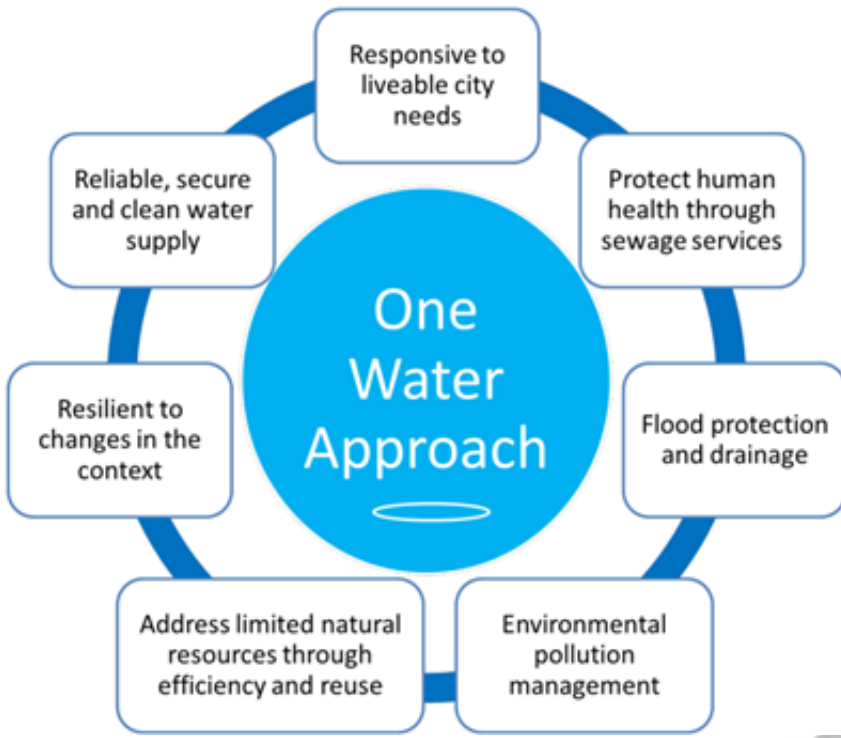 Responsive to
liveable city
needs
Protect human
health through
sewage services
Flood protection
and drainage
Environmental
pollution
management
Address limited natural
resources through
efficiency and reuse
Resilient to
changes in the
context
Reliable, secure
and clean water
supply
One
Water
Approach